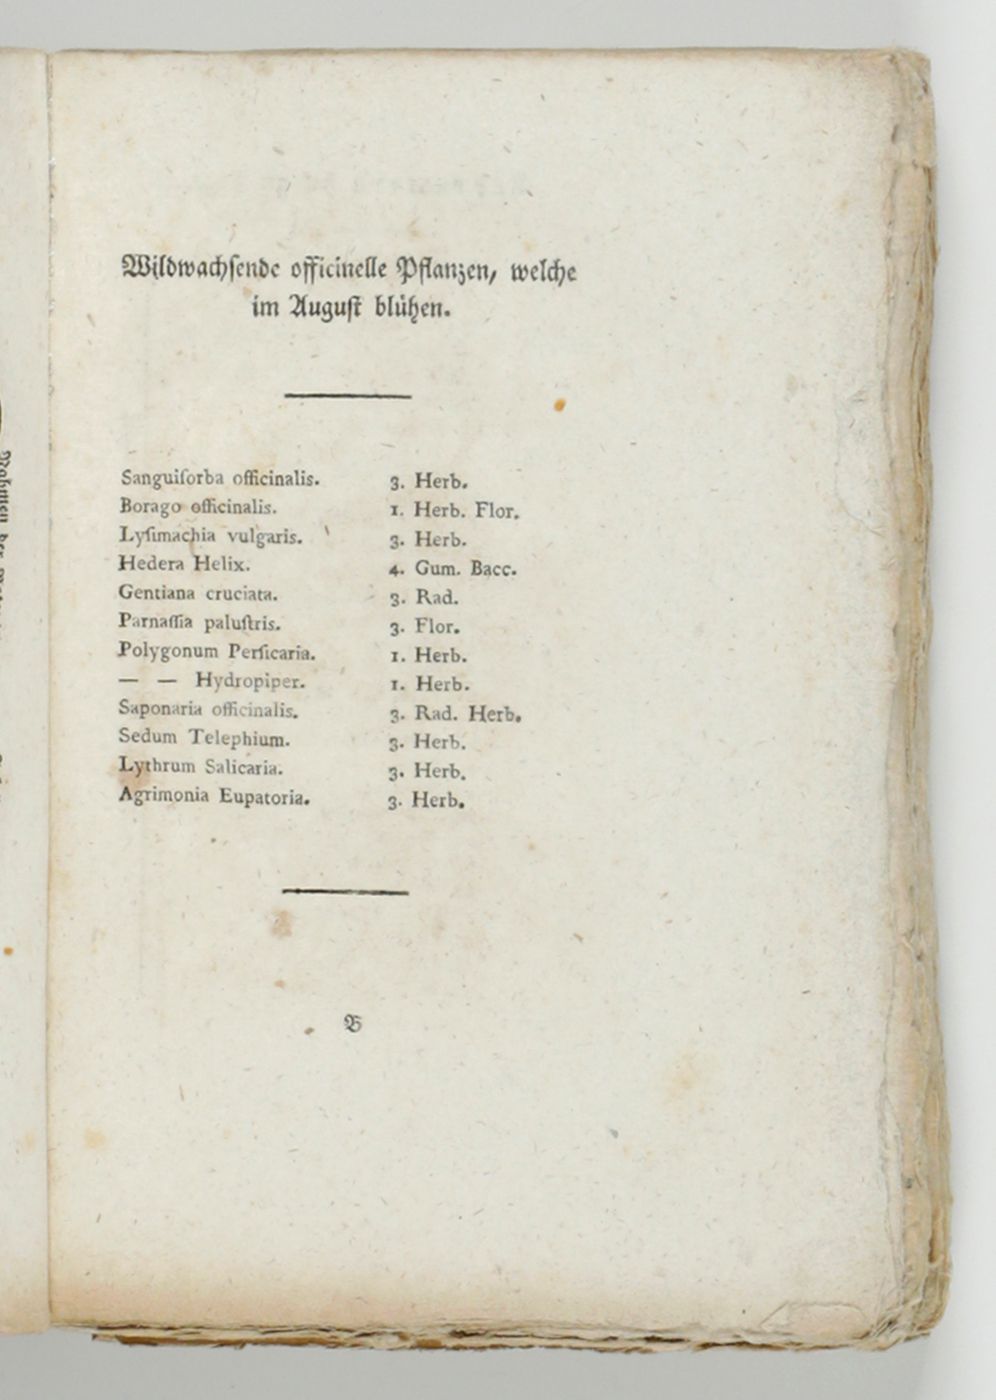 Wildwachsende officinelle Pflanzen, welche
im Auguſt blühen.
Sanguiſorba officinalis. 3. Herb.
Borago officinalis. 1. Herb. Flor.
Lyſimachia vulgaris. 3. Herb.
Hedera Helix. 4. Gum. Bacc.
Gentiana cruciata. 3. Rad.
Parnaſſia paluſtris. 3. Flor.
Polygonum Perſicaria. 1. Herb.
— — Hydropiper. 1. Herb.
Saponaria officinalis. 3. Rad. Herb.
Sedum Telephium. 3. Herb.
Lythrum Salicaria. 3. Herb.
Agrimonia Eupatoria. 3. Herb.
B